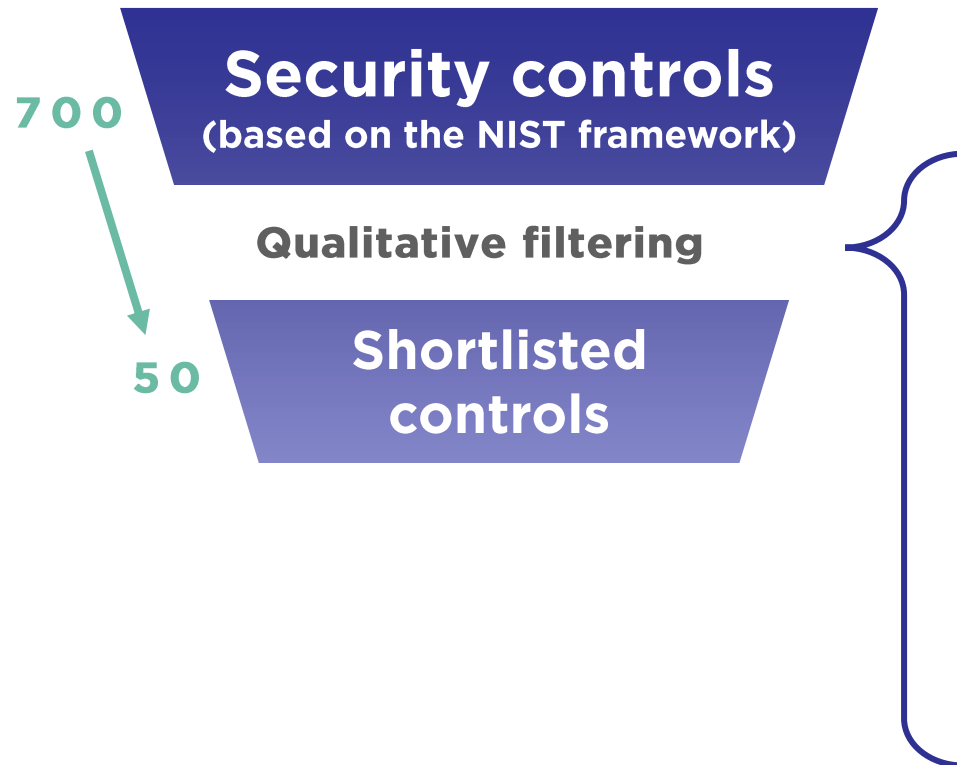 Security controls
(based on the NIST framework)
700
Qualitative filtering
Shortlisted
controls
50